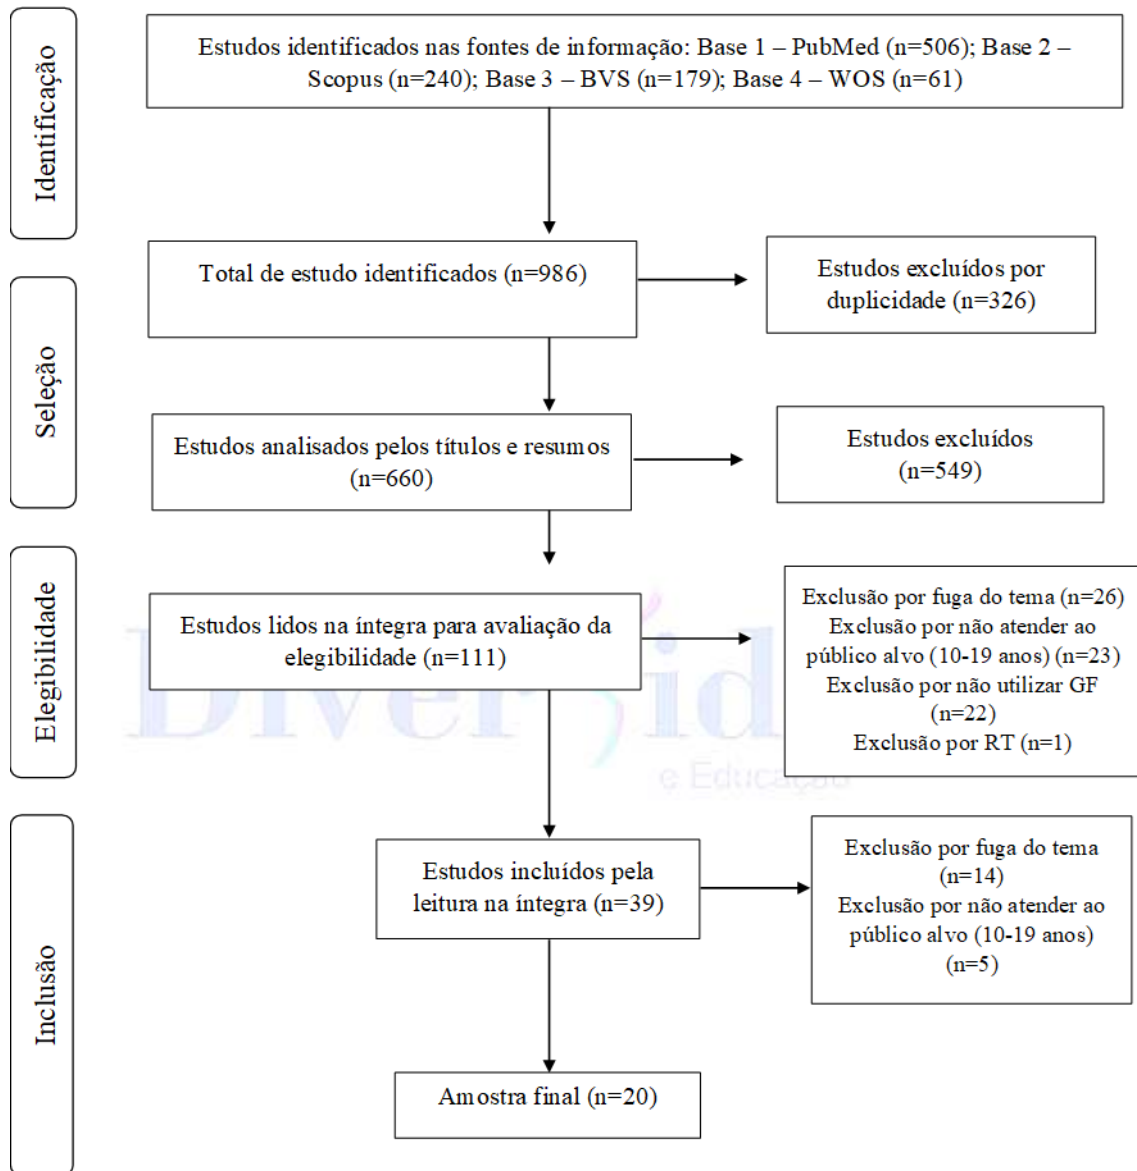 Identificação
Estudos identificados nas fontes de informação: Base 1 – PubMed (n=506); Base 2 –
Scopus (n=240); Base 3 – BVS (n=179); Base 4 – WOS (n=61)
Total de estudo identificados (n=986)
Estudos excluídos por
duplicidade (n=326)
Seleção
Estudos analisados pelos títulos e resumos
(n=660)
Estudos excluídos
(n=549)
Elegibilidade
Estudos lidos na íntegra para avaliação da
elegibilidade (n=111)
Exclusão por fuga do tema (n=26)
Exclusão por não atender ao
público alvo (10-19 anos) (n=23)
Exclusão por não utilizar GF
(n=22)
Exclusão por RT (n=1)
e Educação
Inclusão
Estudos incluídos pela
leitura na íntegra (n=39)
Exclusão por fuga do tema
(n=14)
Exclusão por não atender ao
público alvo (10-19 anos)
(n=5)
Amostra final (n=20)